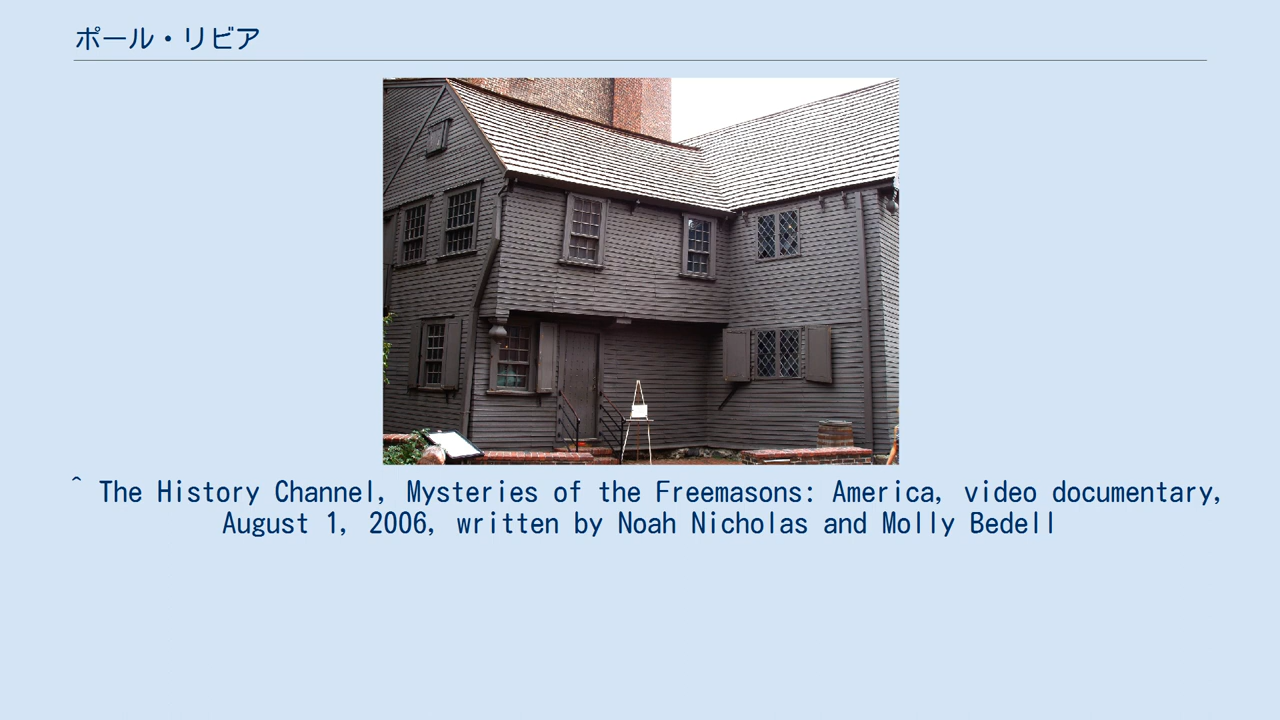 ポール・リビア
^ The History Channel, Mysteries of the Freemasons: America, video documentary,
August 1, 2006, written by Noah Nicholas and Molly Bedell